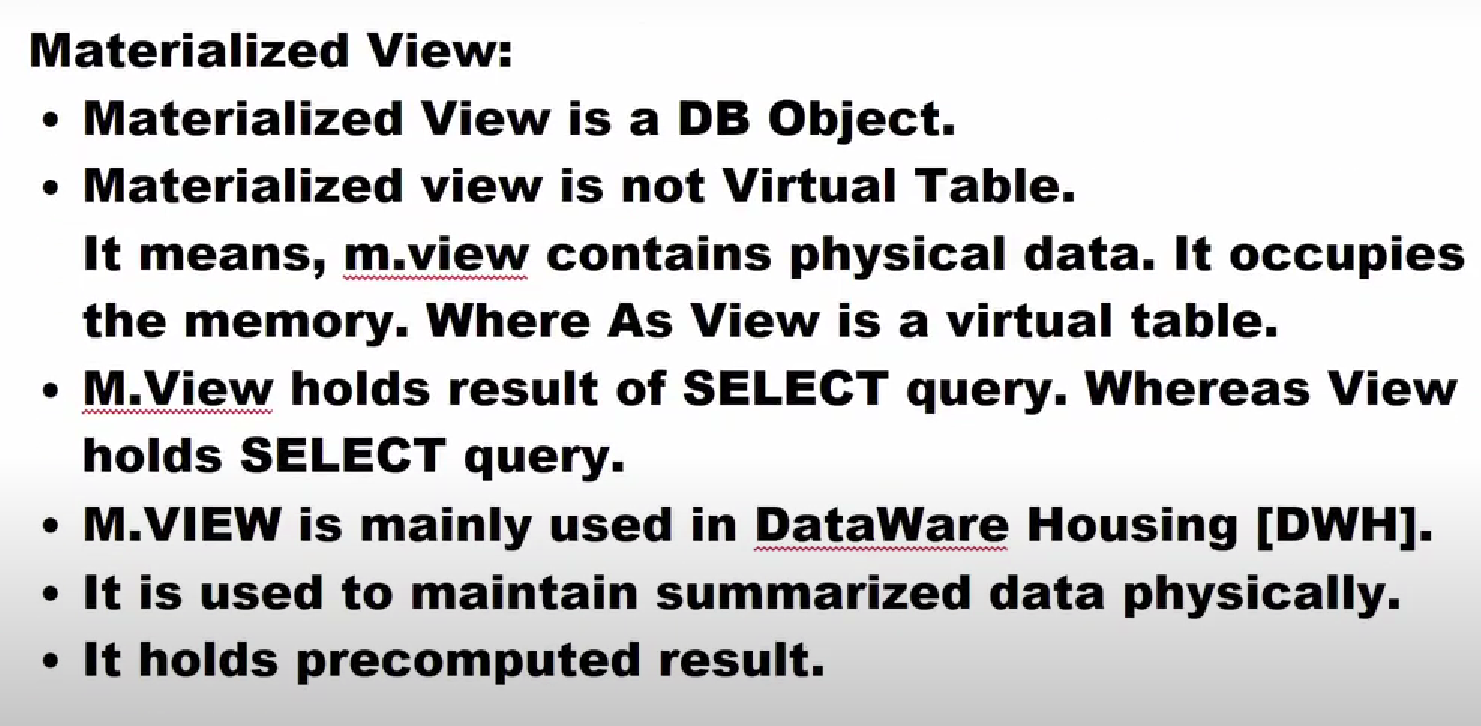 Materialized View:
• Materialized View is a DB Object.
• Materialized view is not Virtual Table.
It means, m.view contains physical data. It occupies
the memory. Where As View is a virtual table.
• M.View holds result of SELECT query. Whereas View
holds SELECT query.
• M.VIEW is mainly used in DataWare Housing [DWH].
• It is used to maintain summarized data physically.
• It holds precomputed result.